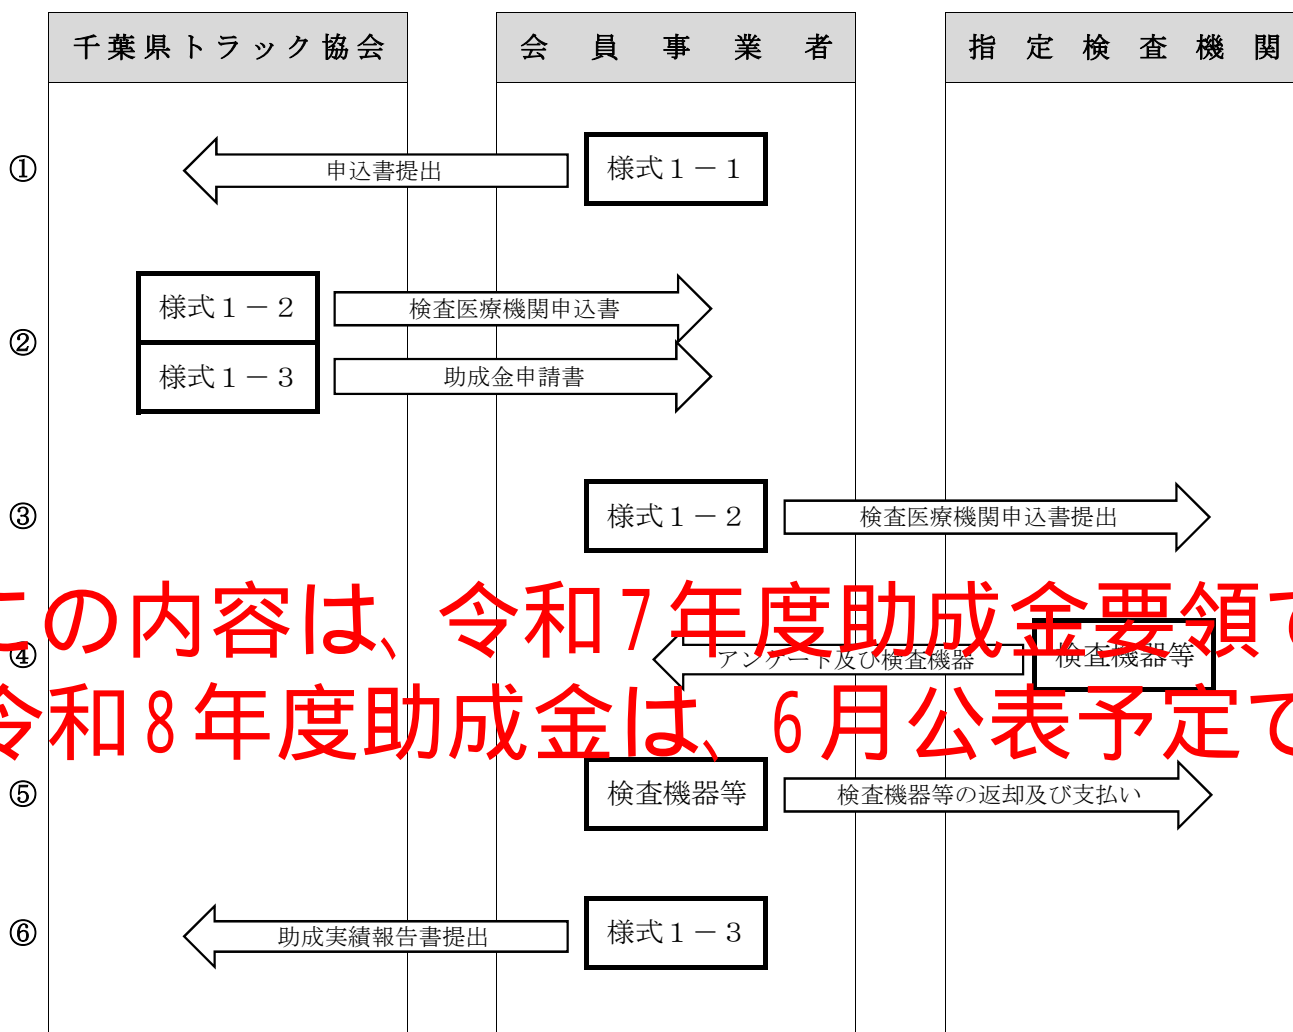 千葉県トラック協会
会員事業者
指定検査機関
①
申込書提出
様式１－１
②
様式１－２
検査医療機関申込書
様式１－３
助成金申請書
③
様式１－２
検査医療機関申込書提出
この内容は、令和7年度助成金要領で
④
アンケート及び検査機器
検査機器等
令和8年度助成金は、6月公表予定で
⑤
検査機器等
検査機器等の返却及び支払い
⑥
助成実績報告書提出
様式１－３